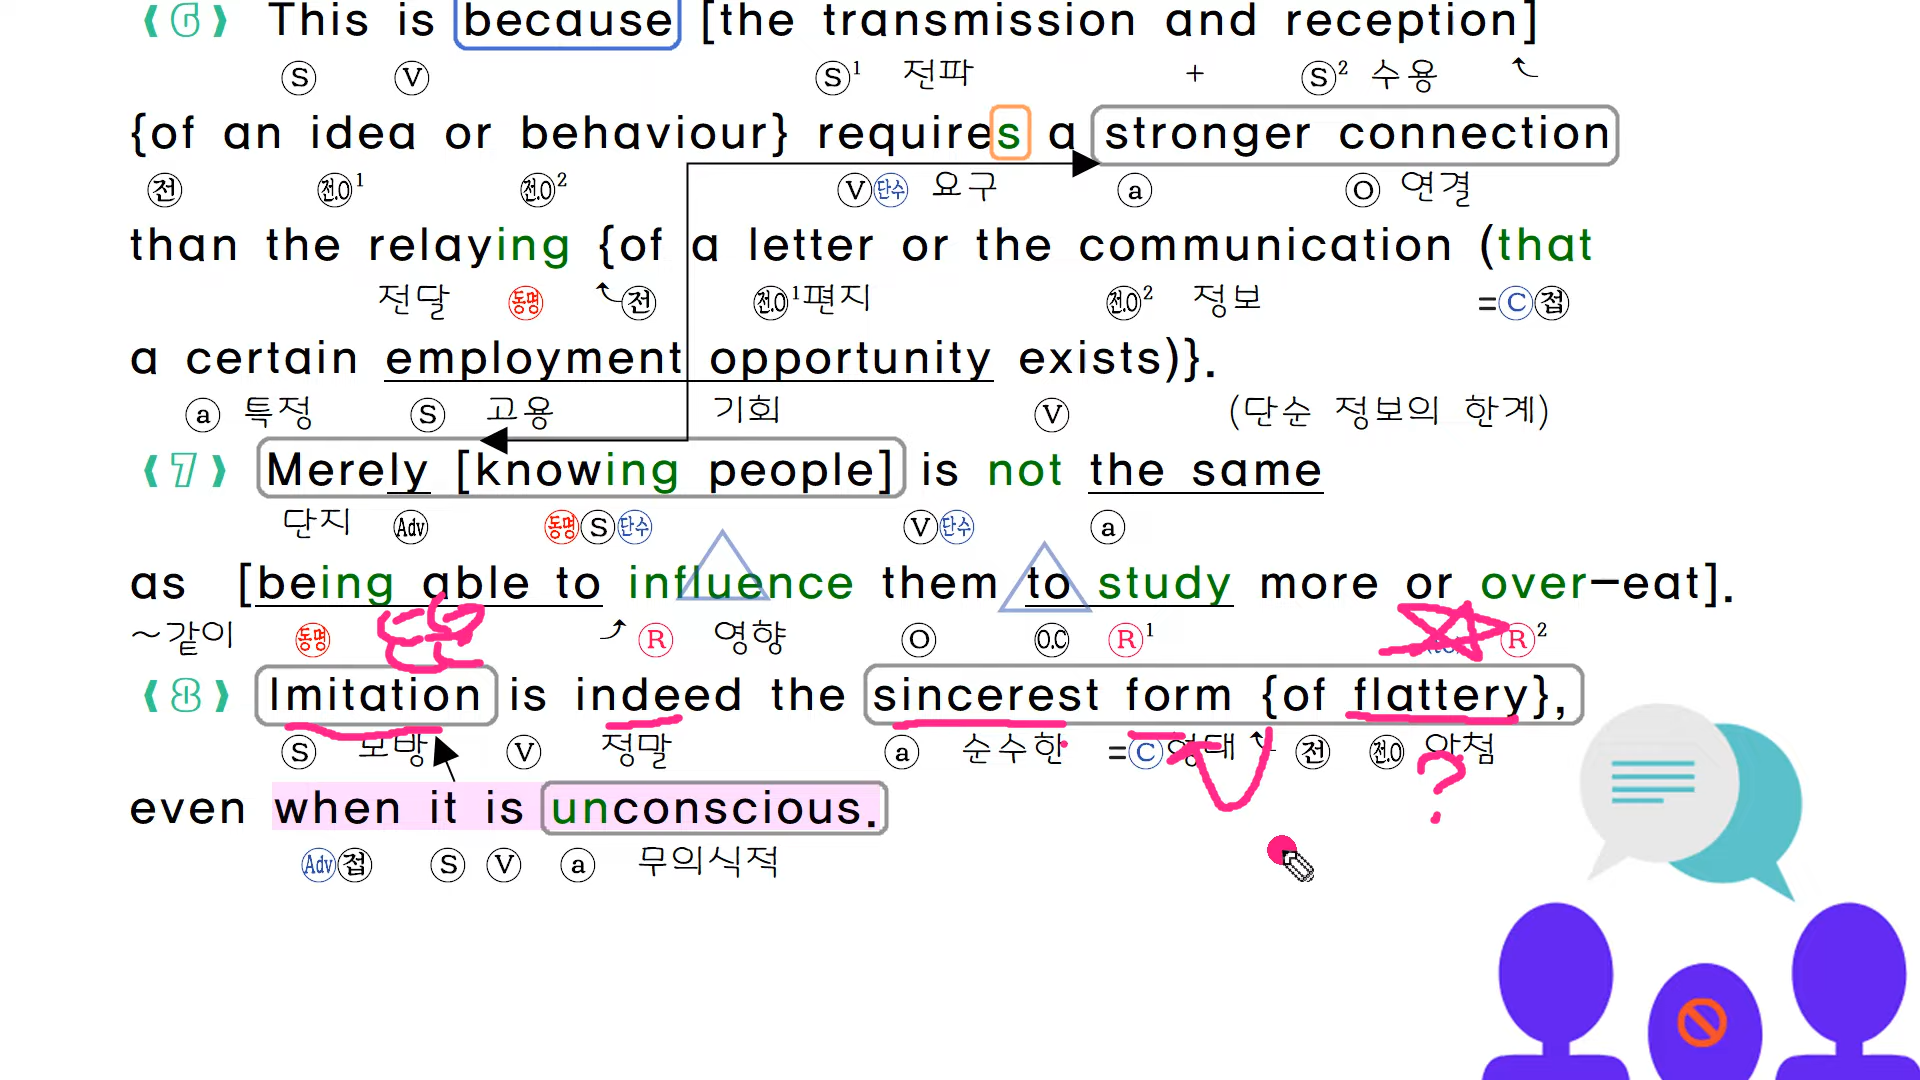 ❨6❩ This is because [the transmission and reception]
Ⓢ Ⓥ Ⓢ¹ 전파 + Ⓢ² 수용
{of an idea or behaviour} requires a stronger connection
전 전.O¹ 전.O² Ⓥ 단수 요구 ⓐ Ⓞ 연결
than the relaying {of a letter or the communication (that
전달 동명 전 전.O¹편지 전.O² 정보 =Ⓒ접
a certain employment opportunity exists)}.
ⓐ 특정 Ⓢ 고용 기회 Ⓥ (단순 정보의 한계)
❨7❩ Merely [knowing people] is not the same
단지 Adv 동명 Ⓢ 단수 Ⓥ 단수 ⓐ
as [being able to influence them to study more or over–eat].
~같이 동명 Ⓡ 영향 Ⓞ O.C Ⓡ¹ Ⓡ²
❨8❩ Imitation is indeed the sincerest form {of flattery},
Ⓢ 모방 Ⓥ 정말 ⓐ 순수한 =Ⓒ형태 전 전.O 아첨
?
even when it is unconscious.
Adv 접 Ⓢ Ⓥ ⓐ 무의식적